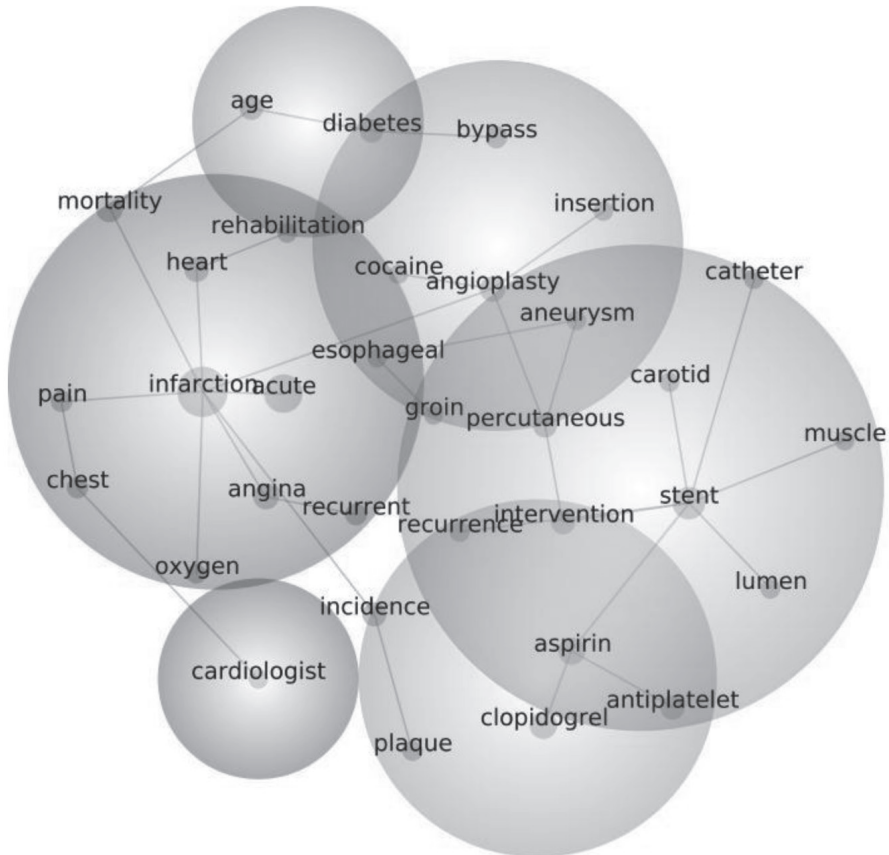 age
diabetes
bypass
mortality
insertion
rehabilitation
heart
cocaine
angioplasty
catheter
aneurysm
esophageal
carotid
infarction
acute
pain
groin
percutaneous
muscle
chest
angina
recurrent
stent
recurrence
intervention
oxygen
lumen
incidence
aspirin
cardiologist
antiplatelet
clopidogrel
plaque